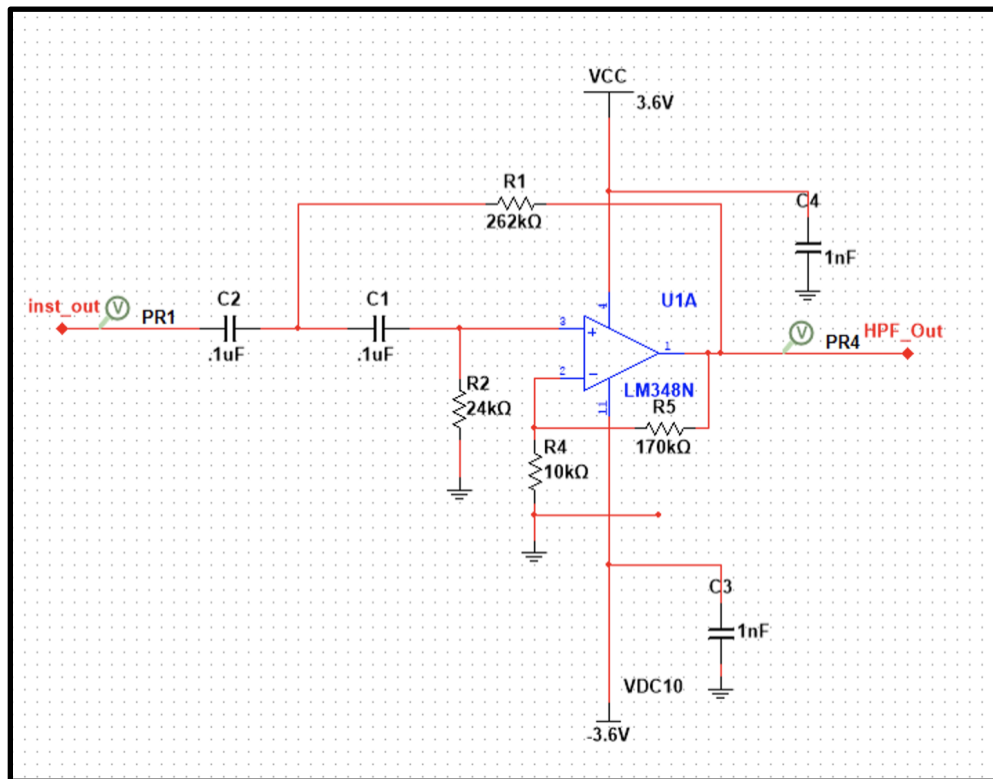 VCC
3.6V
R1
262kΩ
C4
1nF
4
U1A
inst_out
V
PR1
C2
.1uF
C1
.1uF
3
+
1
V
PR4
HPF_Out
2
−
LM348N
11
R2
24kΩ
R5
170kΩ
R4
10kΩ
C3
1nF
VDC10
-3.6V